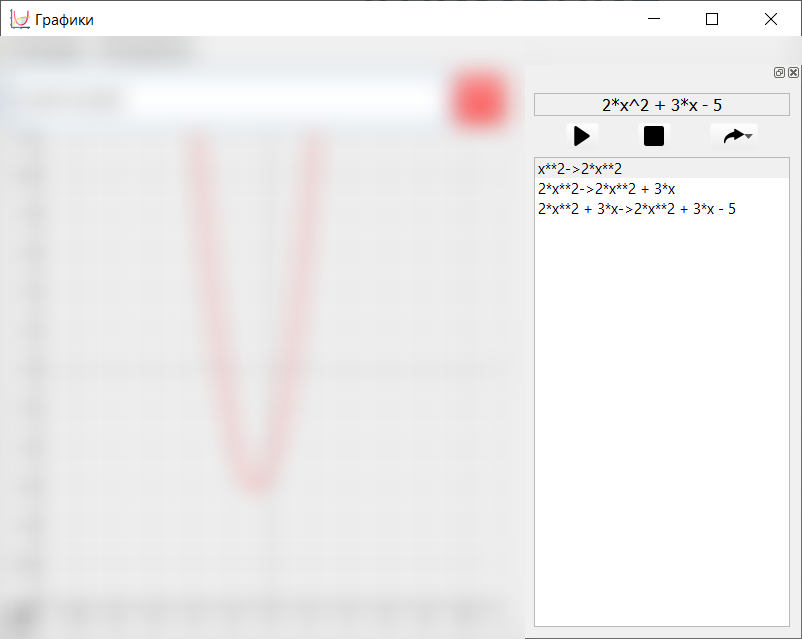 Графики
2*x^2 + 3*x - 5
x**2->2*x**2
2*x**2->2*x**2 + 3*x
2*x**2 + 3*x->2*x**2 + 3*x - 5